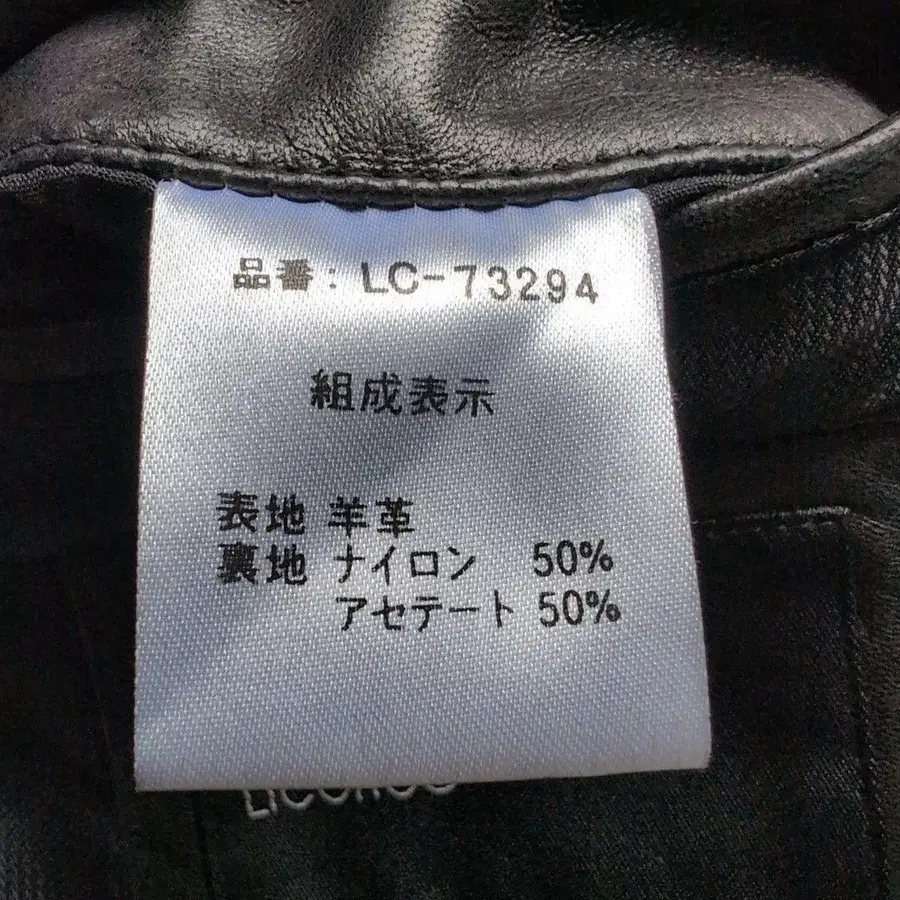 品番: LC-73294
組成表示
表地 羊革
裏地 ナイロン 50%
アセテート 50%